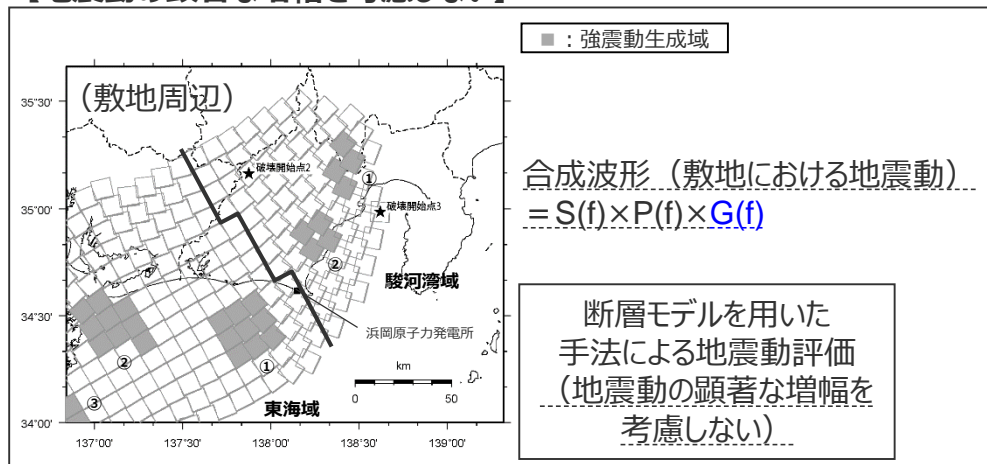 【地震動の顕著な増幅を考慮しない】
■：強震動生成域
（敷地周辺）
35°30'
35°00'
34°30'
34°00'
137°00'
137°30'
138°00'
138°30'
139°00'
破壊開始点2
①
破壊開始点3
②
駿河湾域
浜岡原子力発電所
②
①
③
東海域
km
0
50
合成波形（敷地における地震動）
＝S(f)×P(f)×G(f)
断層モデルを用いた
手法による地震動評価
（地震動の顕著な増幅を
考慮しない）